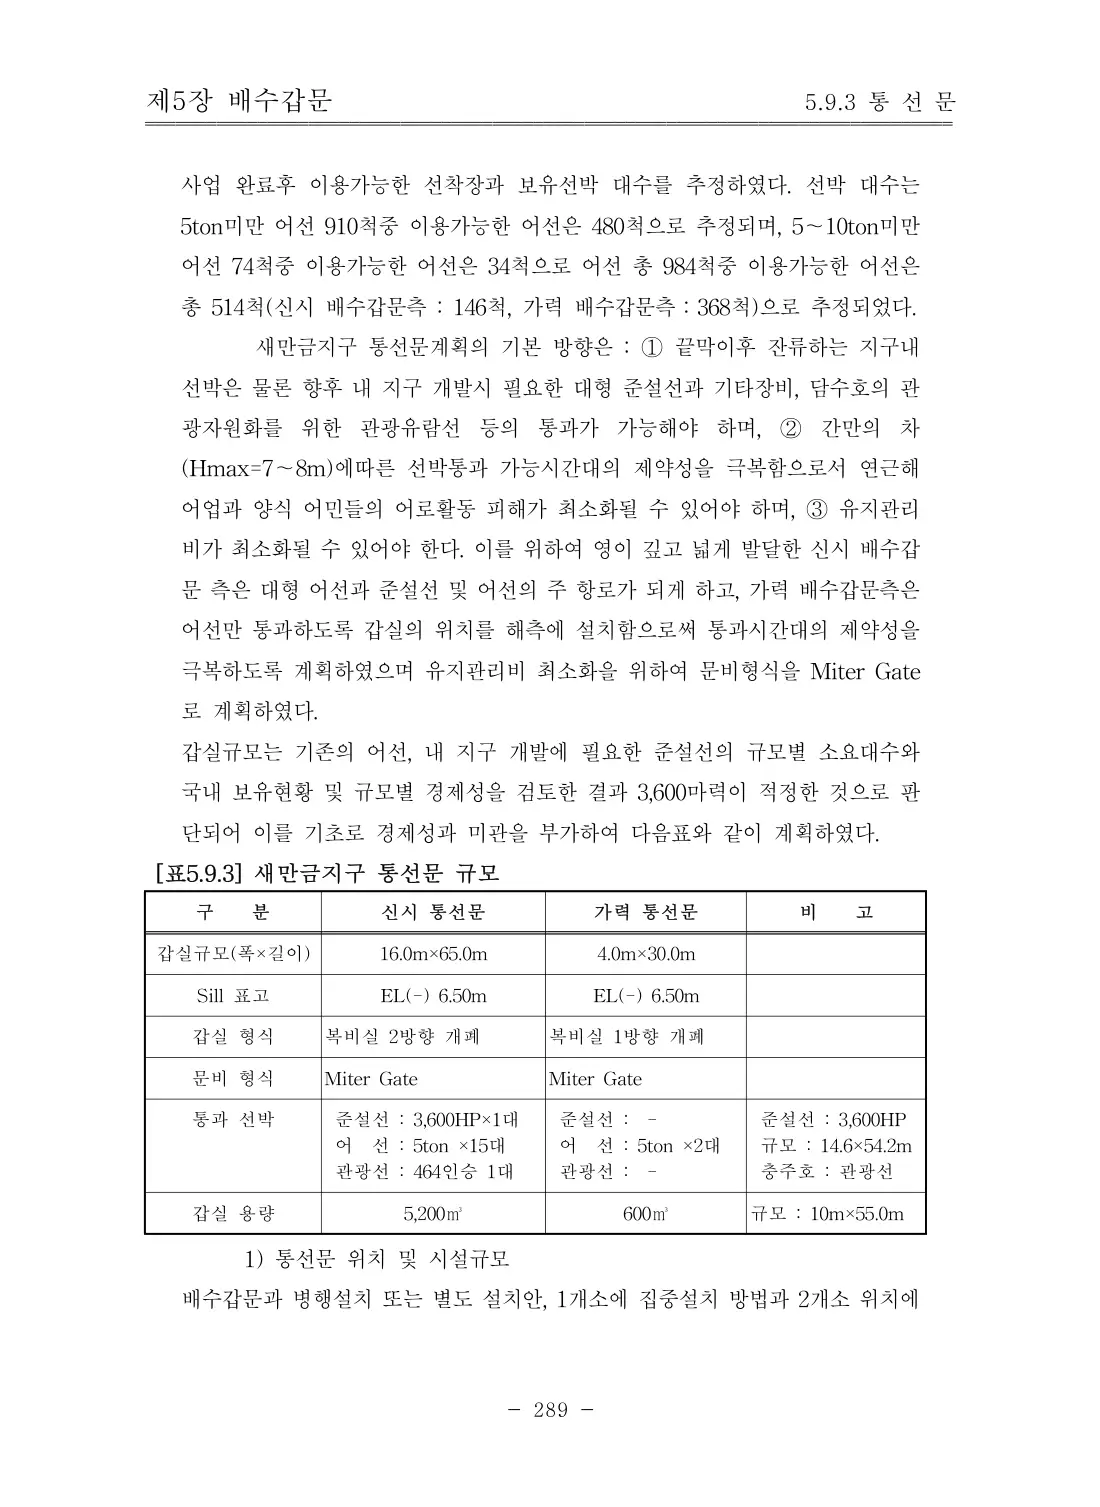 제5장 배수갑문
5.9.3 통 선 문
사업 완료후 이용가능한 선착장과 보유선박 대수를 추정하였다. 선박 대수는
5ton미만 어선 910척중 이용가능한 어선은 480척으로 추정되며, 5～10ton미만
어선 74척중 이용가능한 어선은 34척으로 어선 총 984척중 이용가능한 어선은
총 514척(신시 배수갑문측 : 146척, 가력 배수갑문측 : 368척)으로 추정되었다.
새만금지구 통선문계획의 기본 방향은 : ① 끝막이후 잔류하는 지구내
선박은 물론 향후 내 지구 개발시 필요한 대형 준설선과 기타장비, 담수호의 관
광자원화를 위한 관광유람선 등의 통과가 가능해야 하며, ② 간만의 차
(Hmax=7～8m)에따른 선박통과 가능시간대의 제약성을 극복함으로서 연근해
어업과 양식 어민들의 어로활동 피해가 최소화될 수 있어야 하며, ③ 유지관리
비가 최소화될 수 있어야 한다. 이를 위하여 영이 깊고 넓게 발달한 신시 배수갑
문 측은 대형 어선과 준설선 및 어선의 주 항로가 되게 하고, 가력 배수갑문측은
어선만 통과하도록 갑실의 위치를 해측에 설치함으로써 통과시간대의 제약성을
극복하도록 계획하였으며 유지관리비 최소화을 위하여 문비형식을 Miter Gate
로 계획하였다.
갑실규모는 기존의 어선, 내 지구 개발에 필요한 준설선의 규모별 소요대수와
국내 보유현황 및 규모별 경제성을 검토한 결과 3,600마력이 적정한 것으로 판
단되어 이를 기초로 경제성과 미관을 부가하여 다음표와 같이 계획하였다.
[표5.9.3] 새만금지구 통선문 규모
구 분 신시 통선문 가력 통선문 비 고
갑실규모(폭×길이) 16.0m×65.0m 4.0m×30.0m
Sill 표고 EL(-) 6.50m EL(-) 6.50m
갑실 형식 복비실 2방향 개폐 복비실 1방향 개폐
문비 형식 Miter Gate Miter Gate
통과 선박 준설선 : 3,600HP×1대 준설선 : - 준설선 : 3,600HP
어 선 : 5ton ×15대 어 선 : 5ton ×2대 규모 : 14.6×54.2m
관광선 : 464인승 1대 관광선 : - 충주호 : 관광선
갑실 용량 5,200㎥ 600㎥ 규모 : 10m×55.0m
1) 통선문 위치 및 시설규모
배수갑문과 병행설치 또는 별도 설치안, 1개소에 집중설치 방법과 2개소 위치에
- 289 -